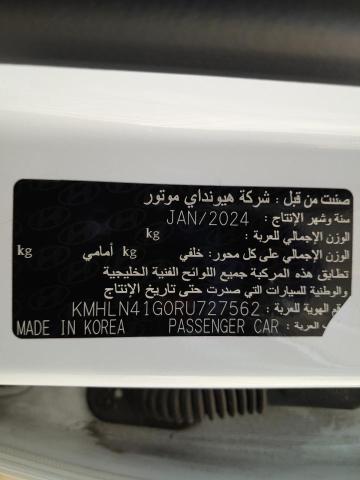 صنعت من قبل : شركة هيونداي موتور
سنة وشهر الإنتاج : JAN/2024
الوزن الإجمالي للعربة : kg
الوزن الإجمالي على كل محور: خلفي kg أمامي kg
تطابق هذه المركبة جميع اللوائح الفنية الخليجية
والوطنية للسيارات التي صدرت حتى تاريخ الإنتاج
رقم الهوية للعربة : KMHLN41G0RU727562
العربة : PASSENGER CAR MADE IN KOREA